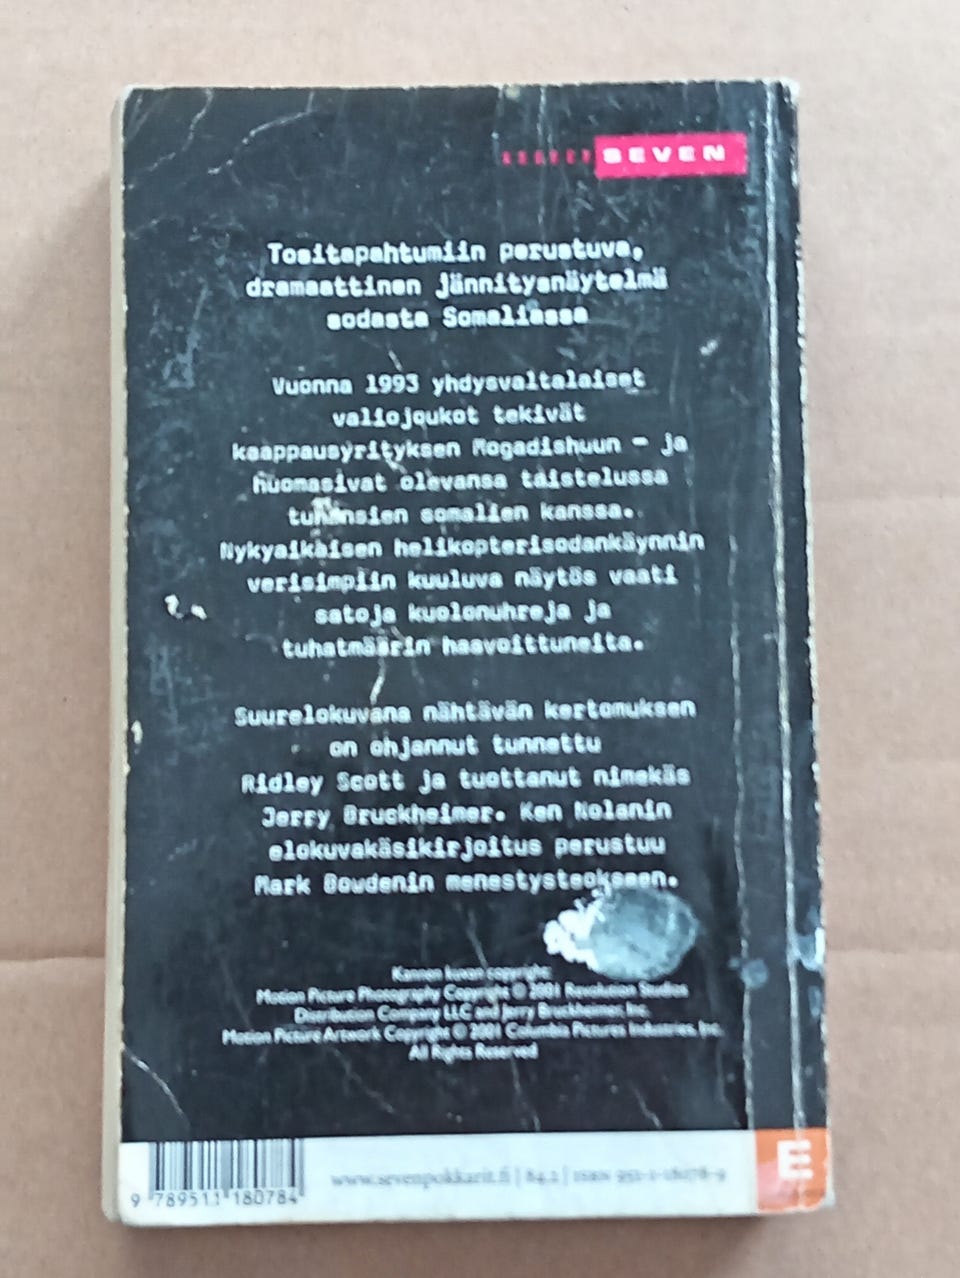 SEVEN
Tositapahtumiin perustuva,
dramaattinen jännitysnäytelmä
sodasta Somaliassa
Vuonna 1993 yhdysvaltalaiset
valiojoukot tekivät
kaappausyrityksen Mogadishuun – ja
huomasivat olevansa taistelussa
tuhansien somalien kanssa.
Nykyaikaisen helikopterisodankäynnin
verisimpiin kuuluva näytös vaati
satoja kuolonuhreja ja
tuhatmäärin haavoittuneita.
Suurelokuvana nähtävän kertomuksen
on ohjannut tunnettu
Ridley Scott ja tuottanut nimekäs
Jerry Bruckheimer. Ken Nolanin
elokuvakäsikirjoitus perustuu
Mark Bowdenin menestysteokseen.
Kannen kuvan copyright:
Motion Picture Photography Copyright © 2001 Revolution Studios
Distribution Company LLC and Jerry Bruckheimer, Inc.
Motion Picture Artwork Copyright © 2001 Columbia Pictures Industries, Inc.
All Rights Reserved
9 789511 180784
www.sevenpokkarit.fi | 84.2 | ISBN 951-1-18078-9
E